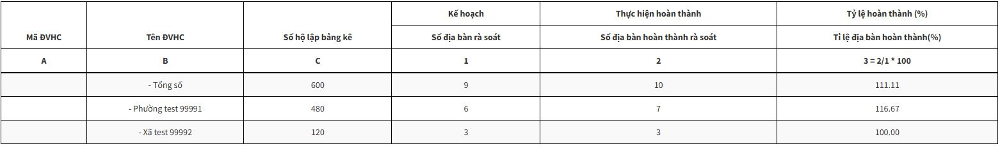 Kế hoạch Thực hiện hoàn thành Tỷ lệ hoàn thành (%)
Mã ĐVHC Tên ĐVHC Số hộ lập bảng kê Số địa bàn rà soát Số địa bàn hoàn thành rà soát Tỉ lệ địa bàn hoàn thành(%)
A B C 1 2 3 = 2/1 * 100
- Tổng số 600 9 10 111.11
- Phường test 99991 480 6 7 116.67
- Xã test 99992 120 3 3 100.00